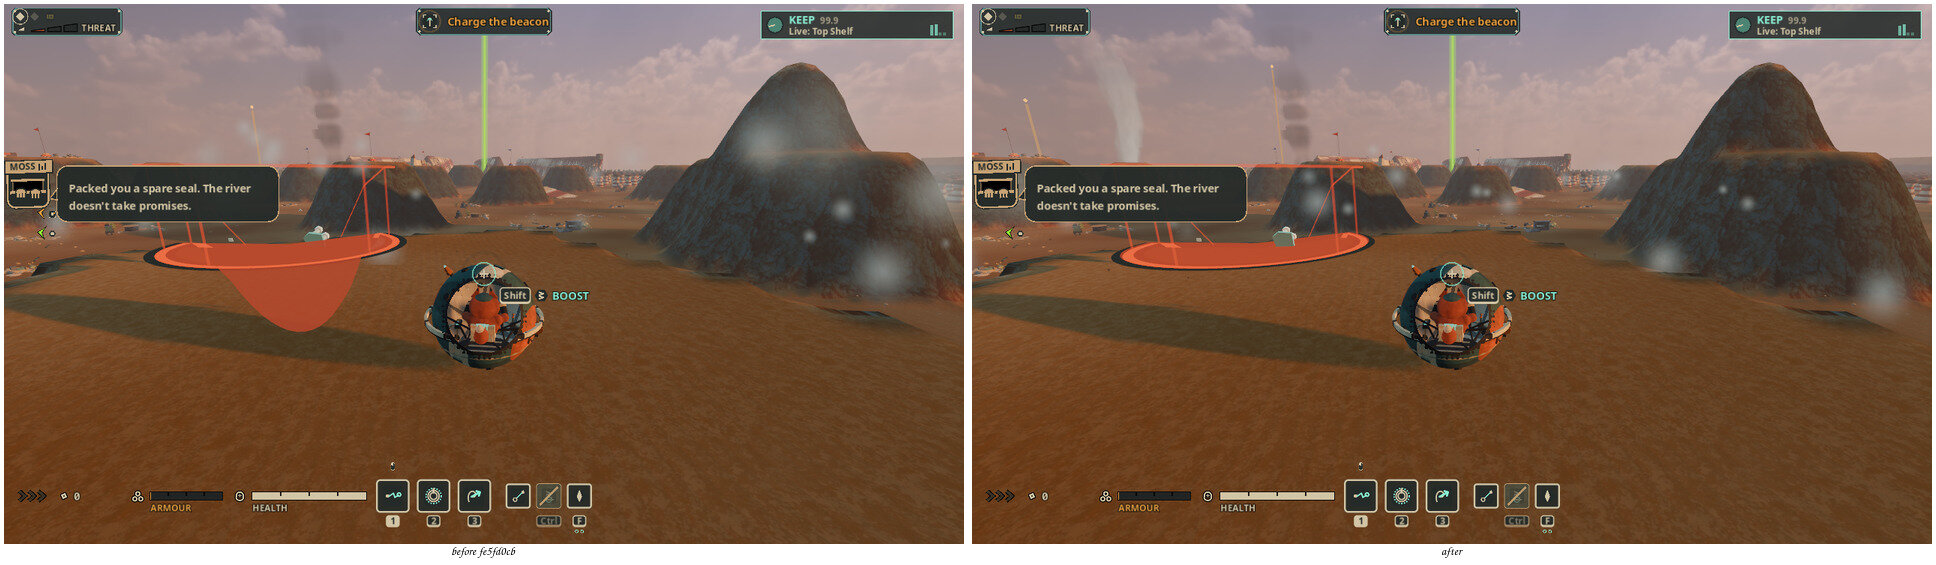 THREAT
Charge the beacon
KEEP 99.9
Live: Top Shelf
MOSS
Packed you a spare seal. The river
doesn't take promises.
Shift BOOST
0
ARMOUR
HEALTH
1
2
3
Ctrl
F
before fe5fd0cb
THREAT
Charge the beacon
KEEP 99.9
Live: Top Shelf
MOSS
Packed you a spare seal. The river
doesn't take promises.
Shift BOOST
0
ARMOUR
HEALTH
1
2
3
Ctrl
F
after